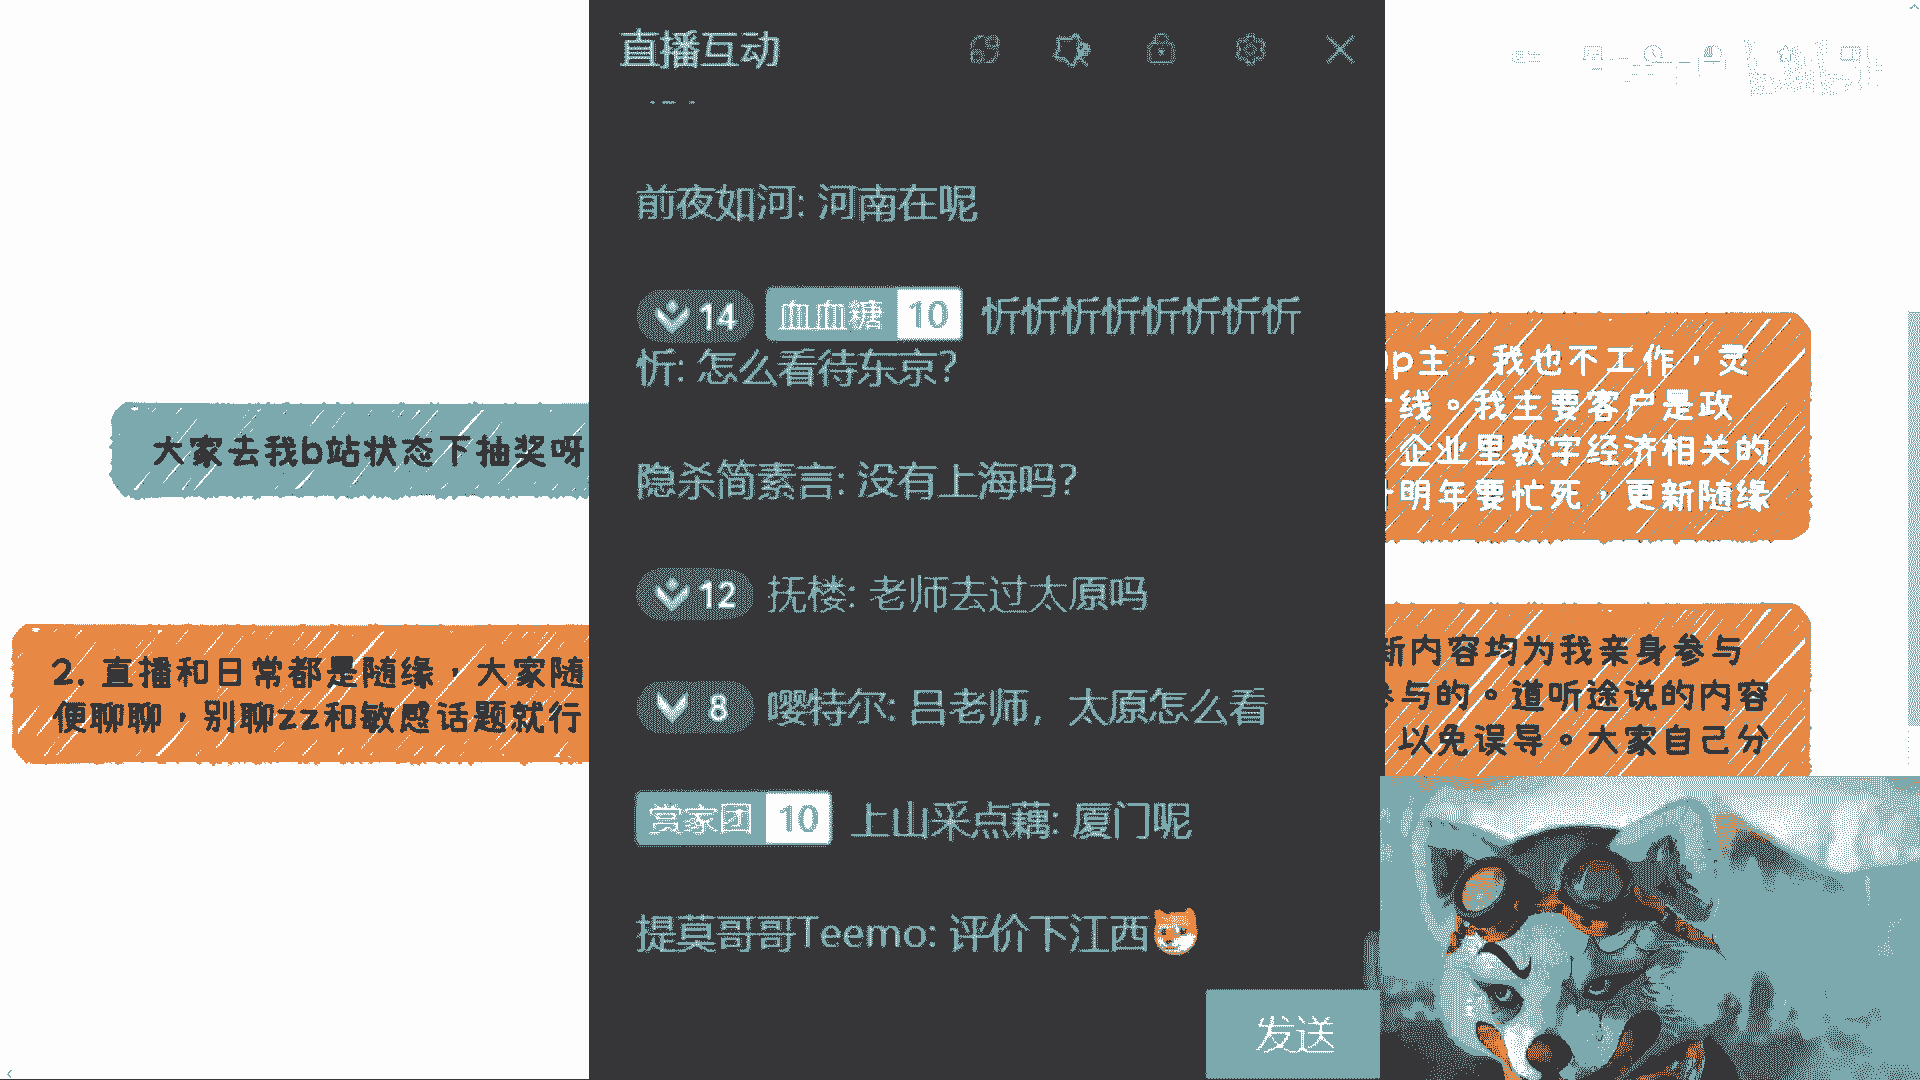 直播互动
前夜如河: 河南在呢
14 血血糖 10 忻忻忻忻忻忻忻忻
忻: 怎么看待东京?
隐杀简素言: 没有上海吗?
12 抚楼: 老师去过太原吗
8 嘤特尔: 吕老师，太原怎么看
赏家团 10 上山采点藕: 厦门呢
提莫哥哥Teemo: 评价下江西
发送
大家去我b站状态下抽奖呀
2. 直播和日常都是随缘，大家随
便聊聊，别聊zz和敏感话题就行
p主，我也不工作，灵
线。我主要客户是政
企业里数字经济相关的
明年要忙死，更新随缘
新内容均为我亲身参与
参与的。道听途说的内容
以免误导。大家自己分